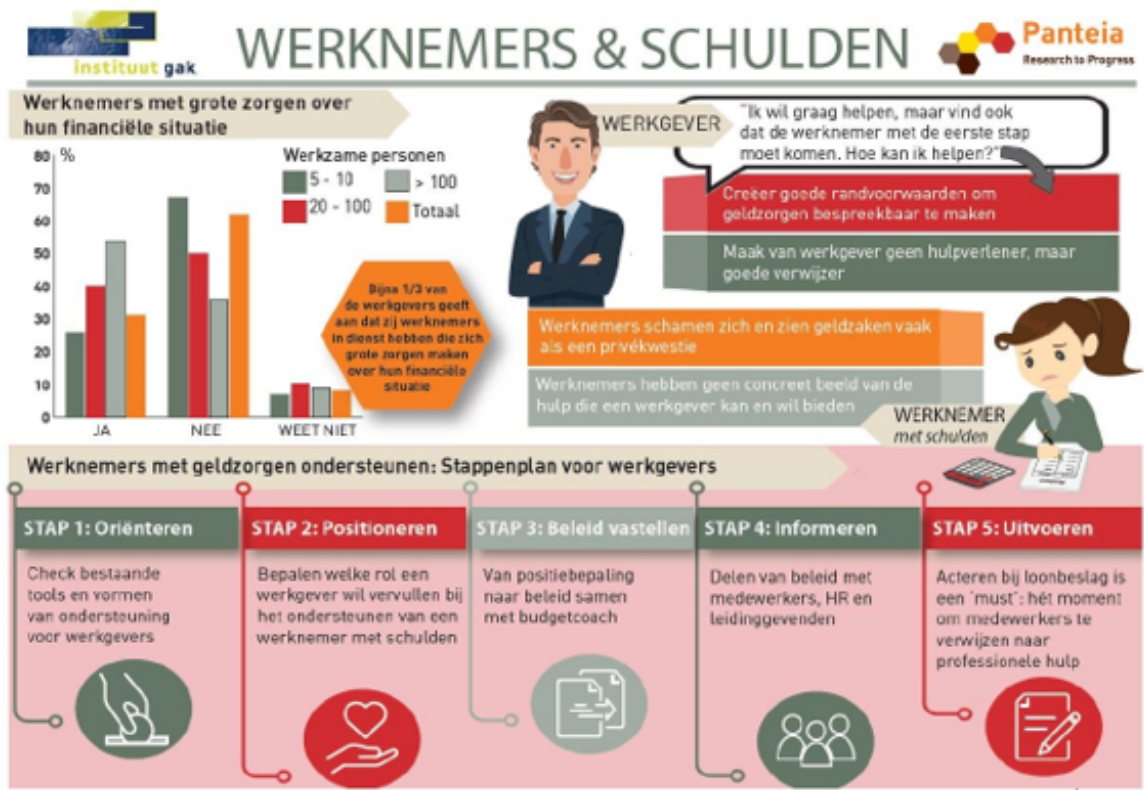 instituut gak
WERKNEMERS & SCHULDEN
Panteia
Research to Progress
Werknemers met grote zorgen over
hun financiële situatie
80 %
70
60
50
40
30
20
10
0
JA
NEE
WEET NIET
Werkzame personen
5 - 10
> 100
20 - 100
Totaal
Bijna 1/3 van
de werkgevers geeft
aan dat zij werknemers
in dienst hebben die zich
grote zorgen maken
over hun financiële
situatie
WERKGEVER
"Ik wil graag helpen, maar vind ook
dat de werknemer met de eerste stap
moet komen. Hoe kan ik helpen?"
Creëer goede randvoorwaarden om
geldzorgen bespreekbaar te maken
Maak van werkgever geen hulpverlener, maar
goede verwijzer
Werknemers schamen zich en zien geldzaken vaak
als een privékwestie
Werknemers hebben geen concreet beeld van de
hulp die een werkgever kan en wil bieden
WERKNEMER
met schulden
Werknemers met geldzorgen ondersteunen: Stappenplan voor werkgevers
STAP 1: Oriënteren
Check bestaande
tools en vormen
van ondersteuning
voor werkgevers
STAP 2: Positioneren
Bepalen welke rol een
werkgever wil vervullen bij
het ondersteunen van een
werknemer met schulden
STAP 3: Beleid vastellen
Van positiebepaling
naar beleid samen
met budgetcoach
STAP 4: Informeren
Delen van beleid met
medewerkers, HR en
leidinggevenden
STAP 5: Uitvoeren
Acteren bij loonbeslag is
een 'must': hét moment
om medewerkers te
verwijzen naar
professionele hulp